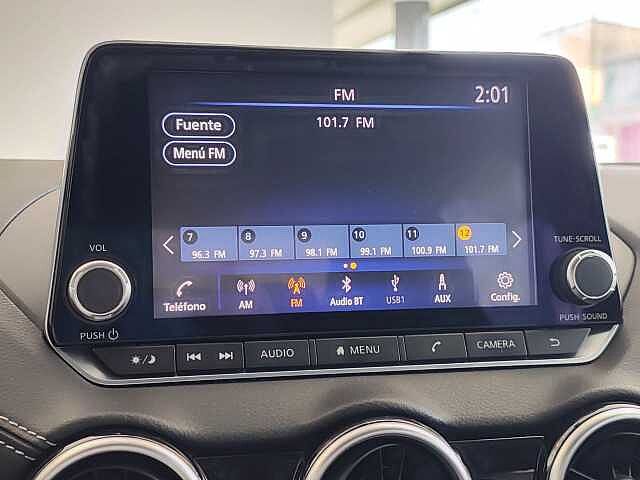 FM
2:01
Fuente
101.7 FM
Menú FM
7 8 9 10 11 12
96.3 FM 97.3 FM 98.1 FM 99.1 FM 100.9 FM 101.7 FM
VOL
TUNE·SCROLL
Teléfono AM FM Audio BT USB1 AUX Config.
PUSH
PUSH SOUND
AUDIO
MENU
CAMERA